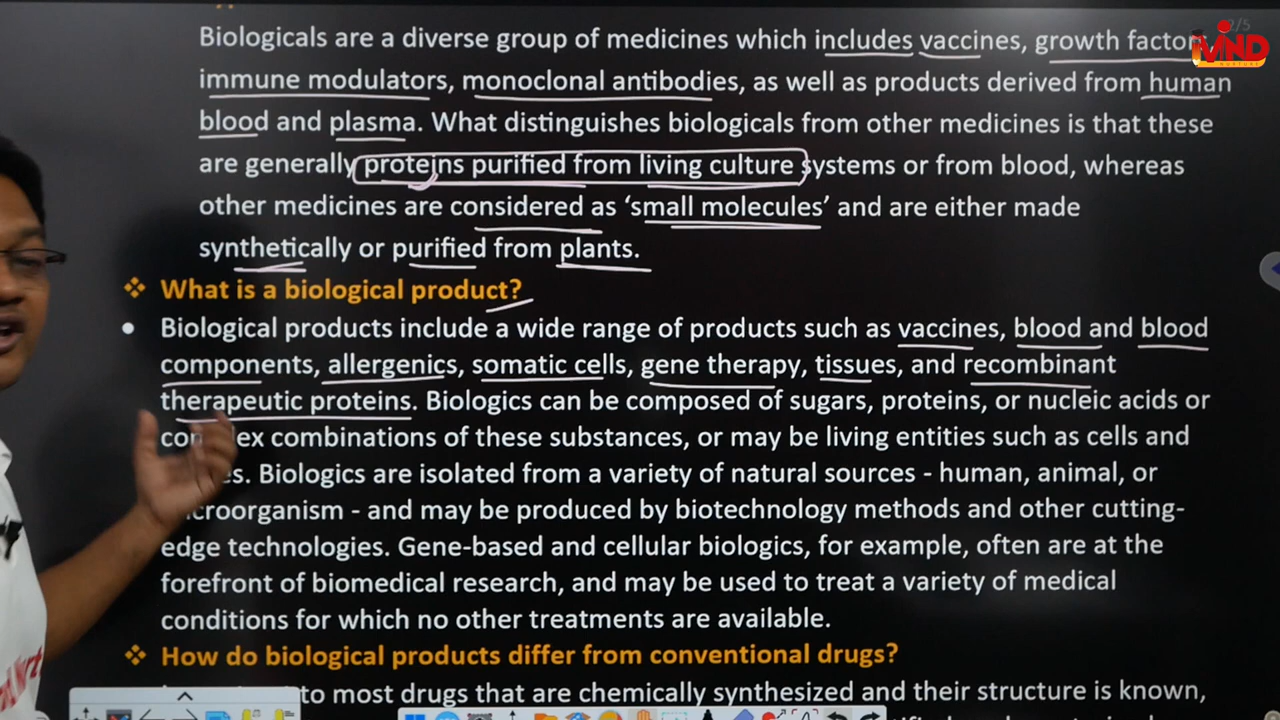 2/5
MIND
NURTURE
Biologicals are a diverse group of medicines which includes vaccines, growth factors,
immune modulators, monoclonal antibodies, as well as products derived from human
blood and plasma. What distinguishes biologicals from other medicines is that these
are generally proteins purified from living culture systems or from blood, whereas
other medicines are considered as ‘small molecules’ and are either made
synthetically or purified from plants.
❖ What is a biological product?
• Biological products include a wide range of products such as vaccines, blood and blood
components, allergenics, somatic cells, gene therapy, tissues, and recombinant
therapeutic proteins. Biologics can be composed of sugars, proteins, or nucleic acids or
complex combinations of these substances, or may be living entities such as cells and
Biologics are isolated from a variety of natural sources - human, animal, or
microorganism - and may be produced by biotechnology methods and other cutting-
edge technologies. Gene-based and cellular biologics, for example, often are at the
forefront of biomedical research, and may be used to treat a variety of medical
conditions for which no other treatments are available.
❖ How do biological products differ from conventional drugs?
to most drugs that are chemically synthesized and their structure is known,